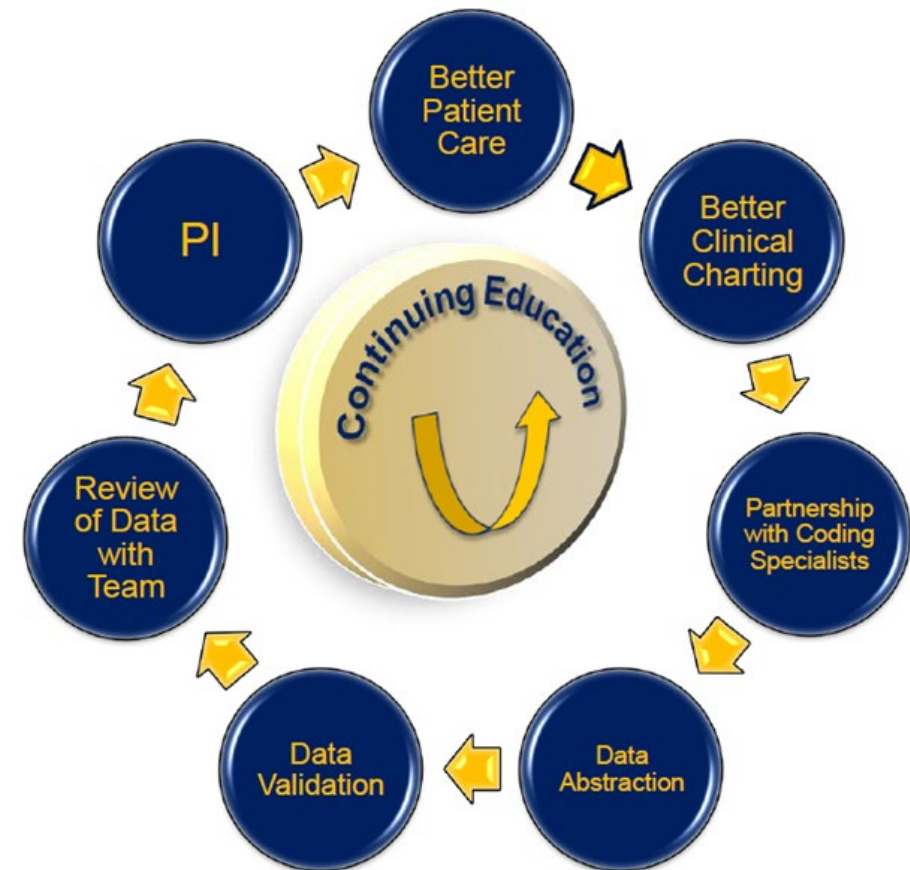 Better
Patient
Care
Better
Clinical
Charting
Partnership
with Coding
Specialists
Data
Abstraction
Data
Validation
Review
of Data
with
Team
PI
Continuing Education